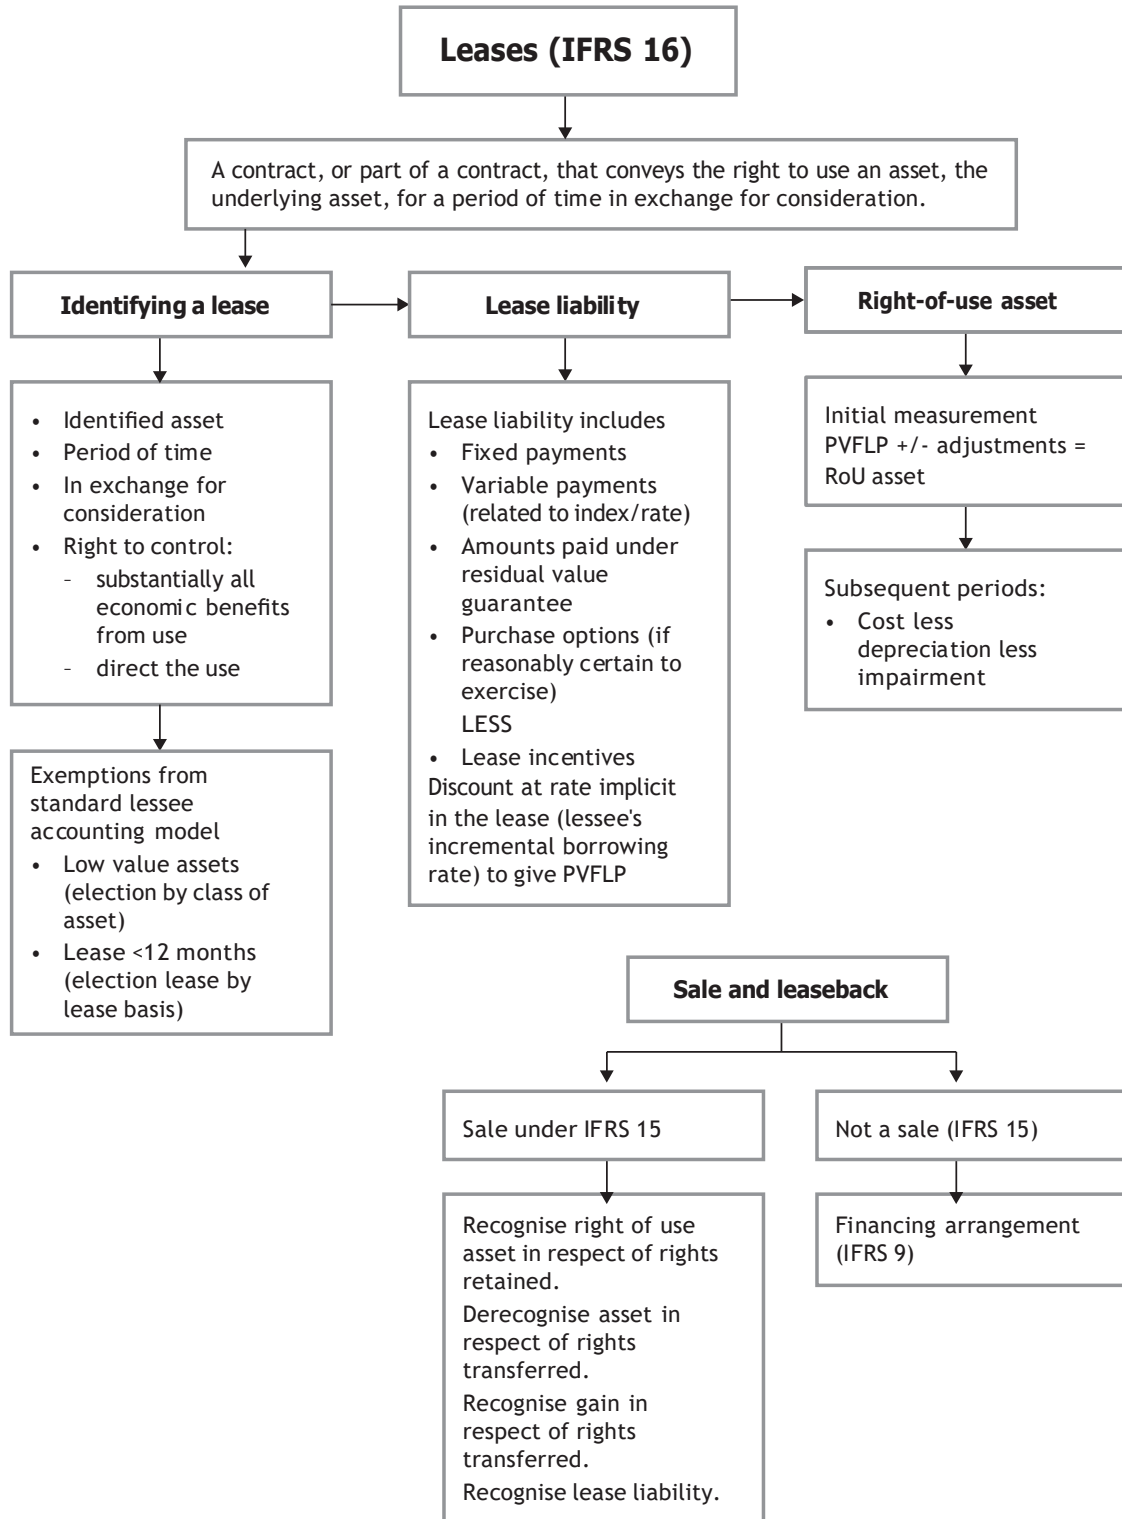 Leases (IFRS 16)
A contract, or part of a contract, that conveys the right to use an asset, the
underlying asset, for a period of time in exchange for consideration.
Identifying a lease
Lease liability
Right-of-use asset
• Identified asset
• Period of time
• In exchange for
consideration
• Right to control:
- substantially all
economic benefits
from use
- direct the use
Exemptions from
standard lessee
accounting model
• Low value assets
(election by class of
asset)
• Lease <12 months
(election lease by
lease basis)
Lease liability includes
• Fixed payments
• Variable payments
(related to index/rate)
• Amounts paid under
residual value
guarantee
• Purchase options (if
reasonably certain to
exercise)
LESS
• Lease incentives
Discount at rate implicit
in the lease (lessee's
incremental borrowing
rate) to give PVFLP
Initial measurement
PVFLP +/- adjustments =
RoU asset
Subsequent periods:
• Cost less
depreciation less
impairment
Sale and leaseback
Sale under IFRS 15
Recognise right of use
asset in respect of rights
retained.
Derecognise asset in
respect of rights
transferred.
Recognise gain in
respect of rights
transferred.
Recognise lease liability.
Not a sale (IFRS 15)
Financing arrangement
(IFRS 9)